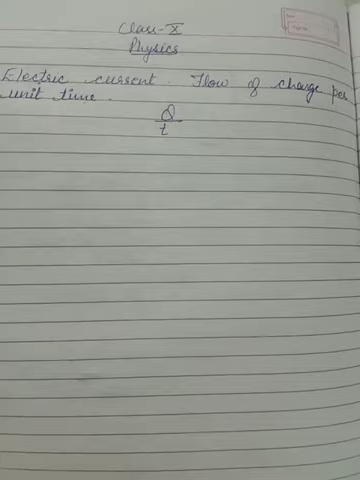 Class-X
Physics
Electric current. Flow of charge per
unit time.
Q
t